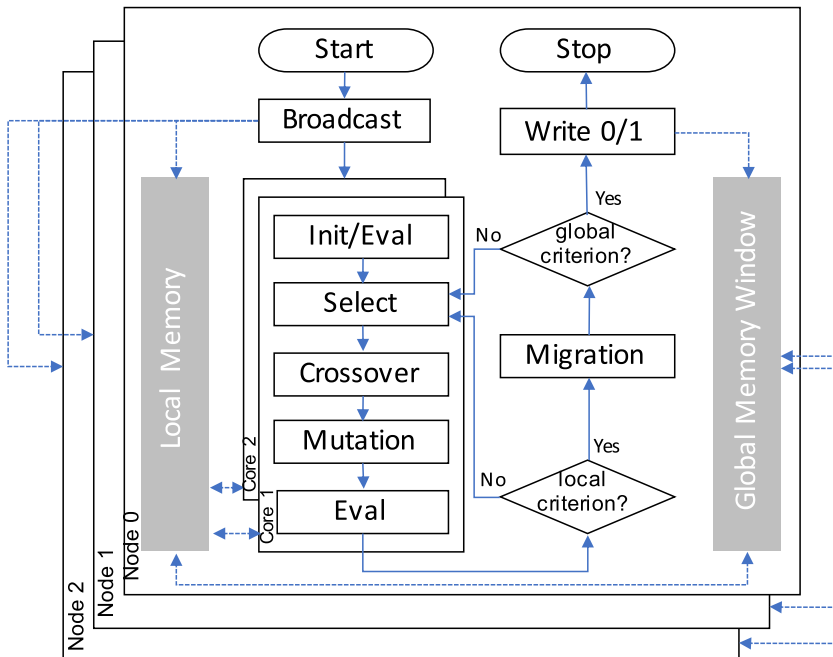 Start
Stop
Broadcast
Write 0/1
Yes
Init/Eval
No
global
criterion?
Select
Local Memory
Global Memory Window
Migration
Crossover
Mutation
Yes
Core 2
No
local
criterion?
Core 1
Eval
Node 0
Node 1
Node 2